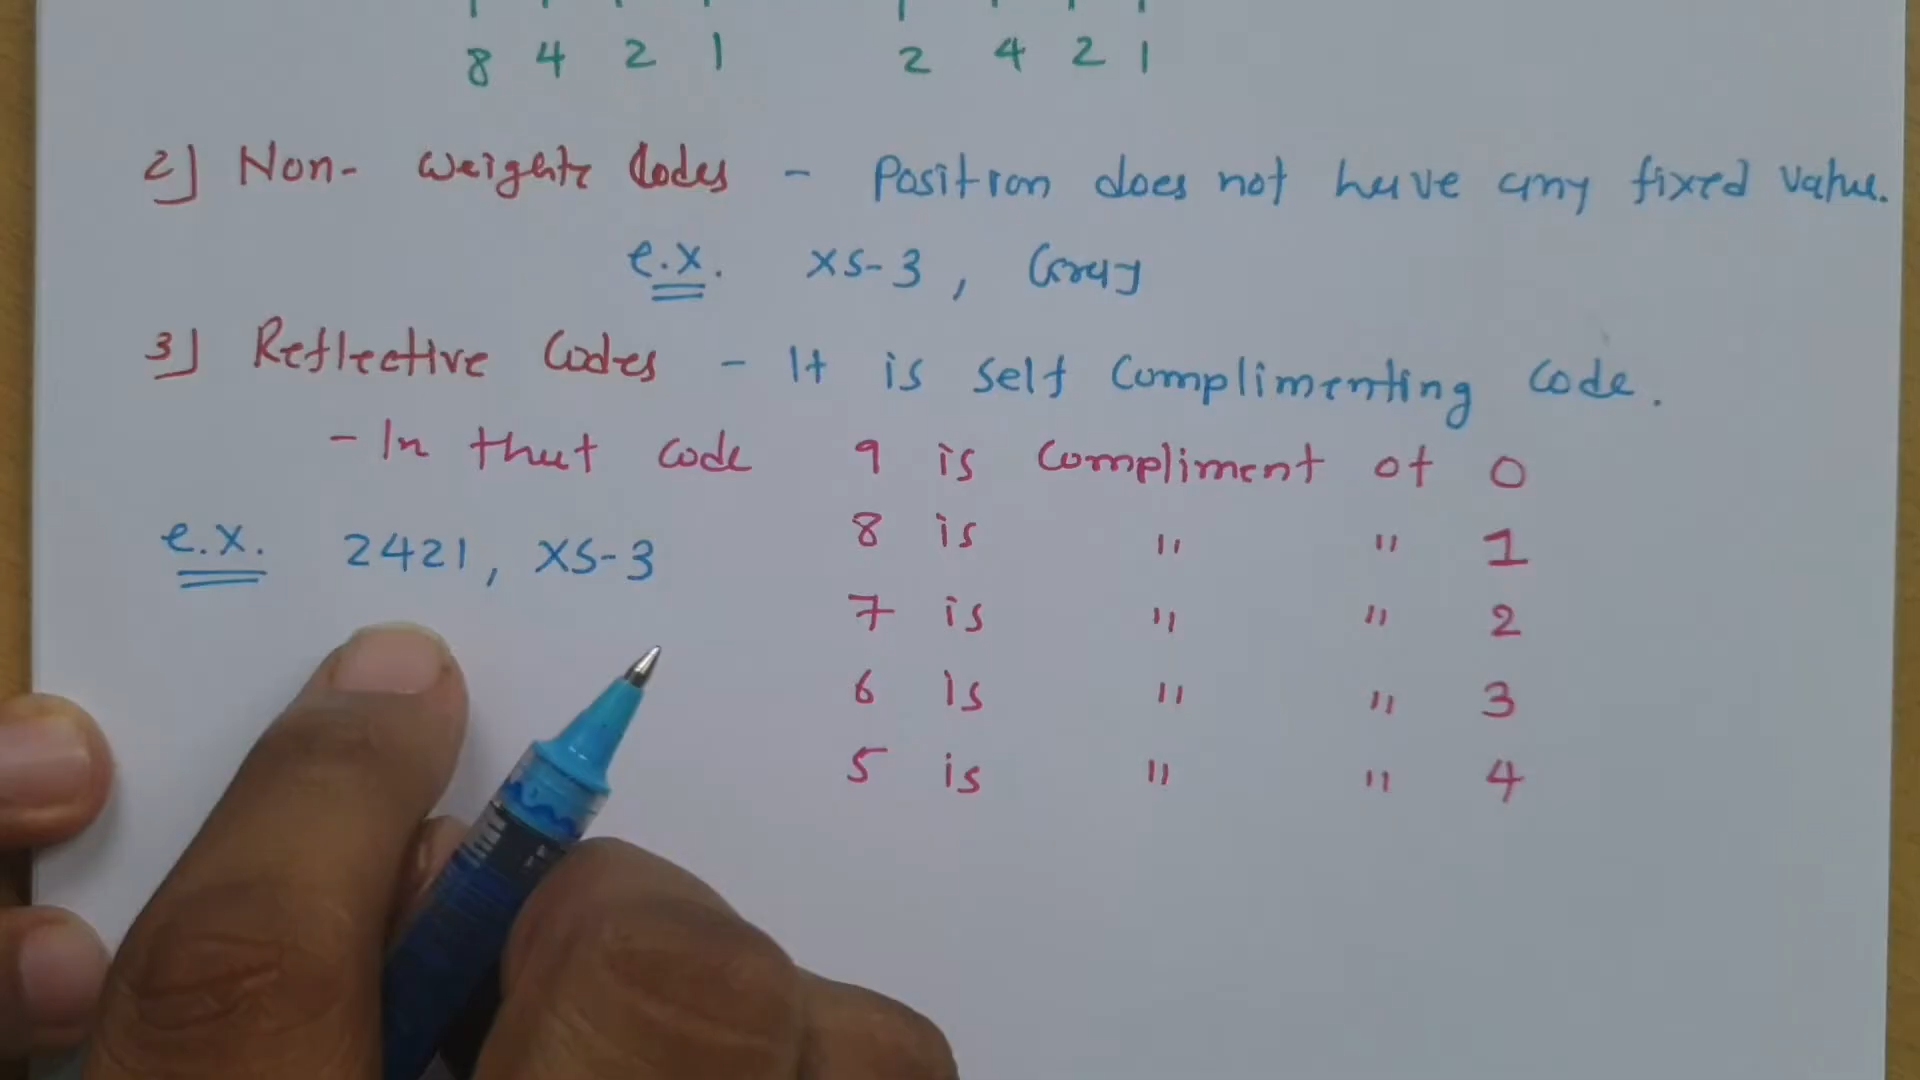 8 4 2 1 2 4 2 1
2] Non-Weighte Codes - Position does not have any fixed value.
e.x. XS-3, Gray
3] Reflective Codes - It is self Complimenting Code.
- In that code 9 is Compliment of 0
e.x. 2421, XS-3 8 is " " 1
7 is " " 2
6 is " " 3
5 is " " 4